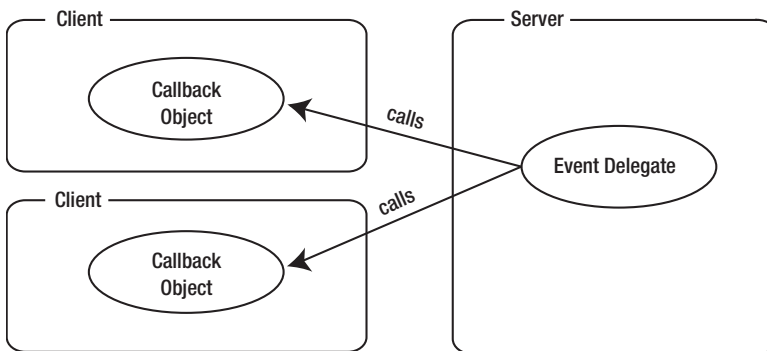 Client
Callback
Object
calls
Server
Event Delegate
Client
calls
Callback
Object